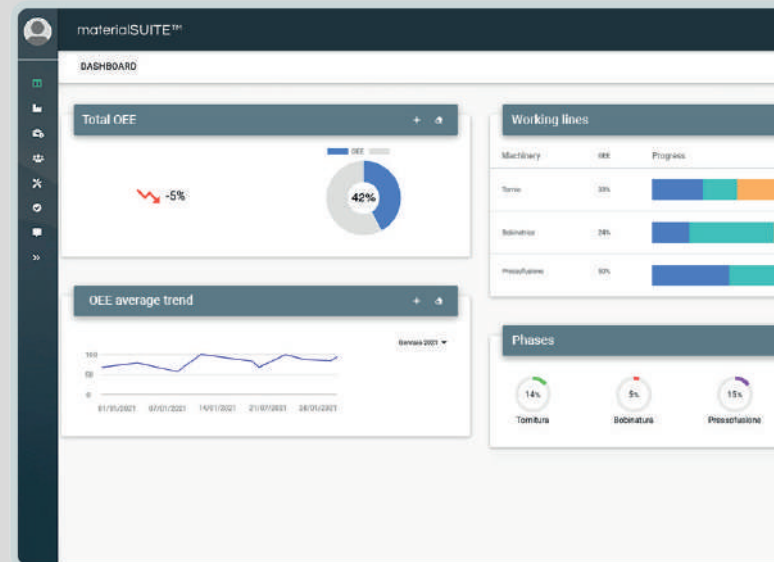 materialSUITE™
DASHBOARD
Total OEE
OEE
-5%
42%
OEE average trend
Gennaio 2021
100
50
0
01/01/2021 07/01/2021 14/01/2021 21/01/2021 28/01/2021
Working lines
Machinery OEE Progress
Tornio 33%
Bobinatrice 24%
Pressofusione 50%
Phases
14% 5% 15%
Tornitura Bobinatura Pressofusione